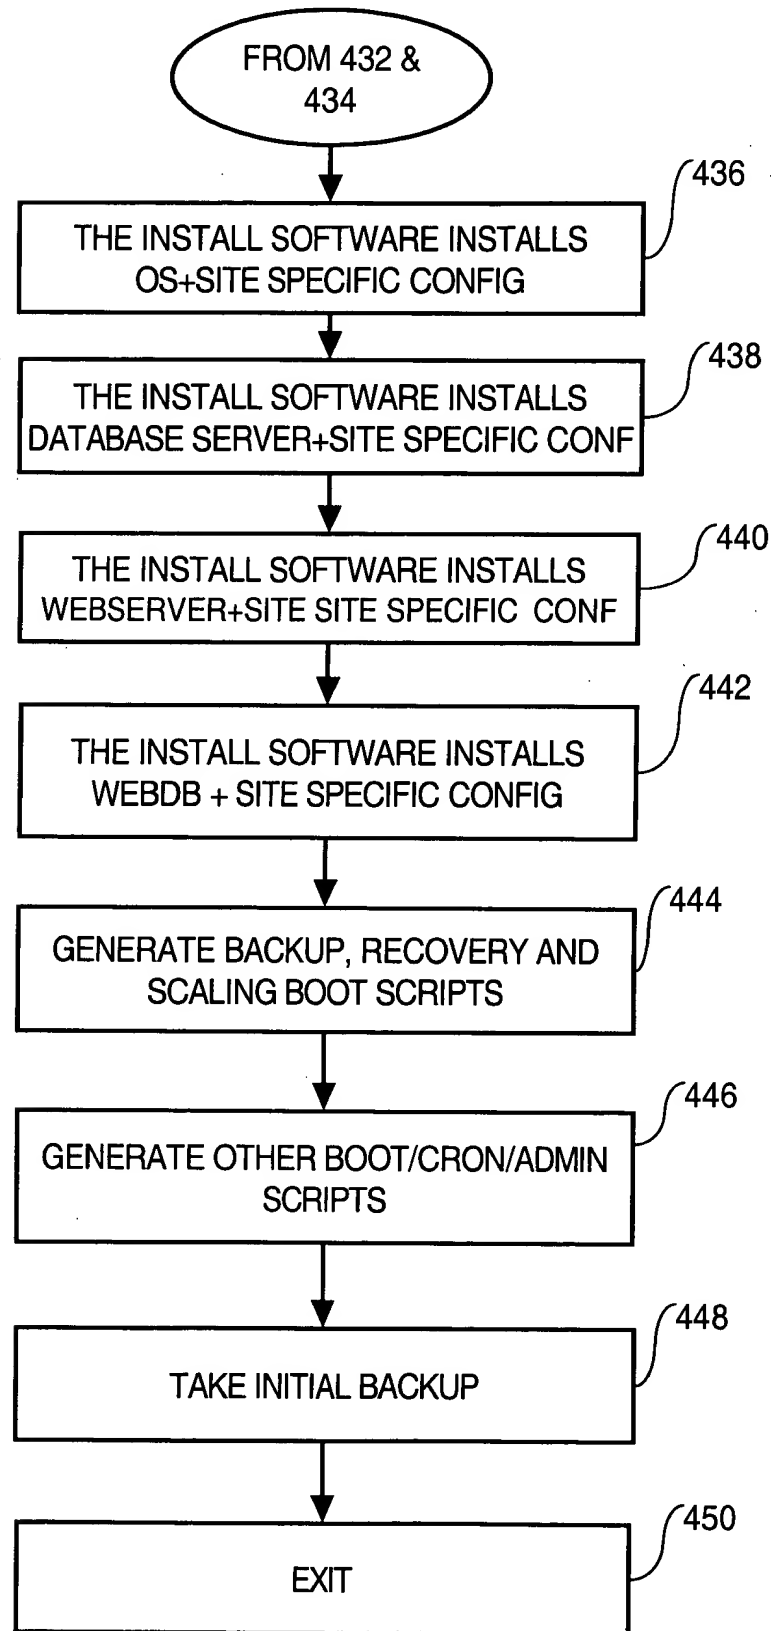 FROM 432 &
434
436
THE INSTALL SOFTWARE INSTALLS
OS+SITE SPECIFIC CONFIG
438
THE INSTALL SOFTWARE INSTALLS
DATABASE SERVER+SITE SPECIFIC CONF
440
THE INSTALL SOFTWARE INSTALLS
WEBSERVER+SITE SITE SPECIFIC CONF
442
THE INSTALL SOFTWARE INSTALLS
WEBDB + SITE SPECIFIC CONFIG
444
GENERATE BACKUP, RECOVERY AND
SCALING BOOT SCRIPTS
446
GENERATE OTHER BOOT/CRON/ADMIN
SCRIPTS
448
TAKE INITIAL BACKUP
450
EXIT